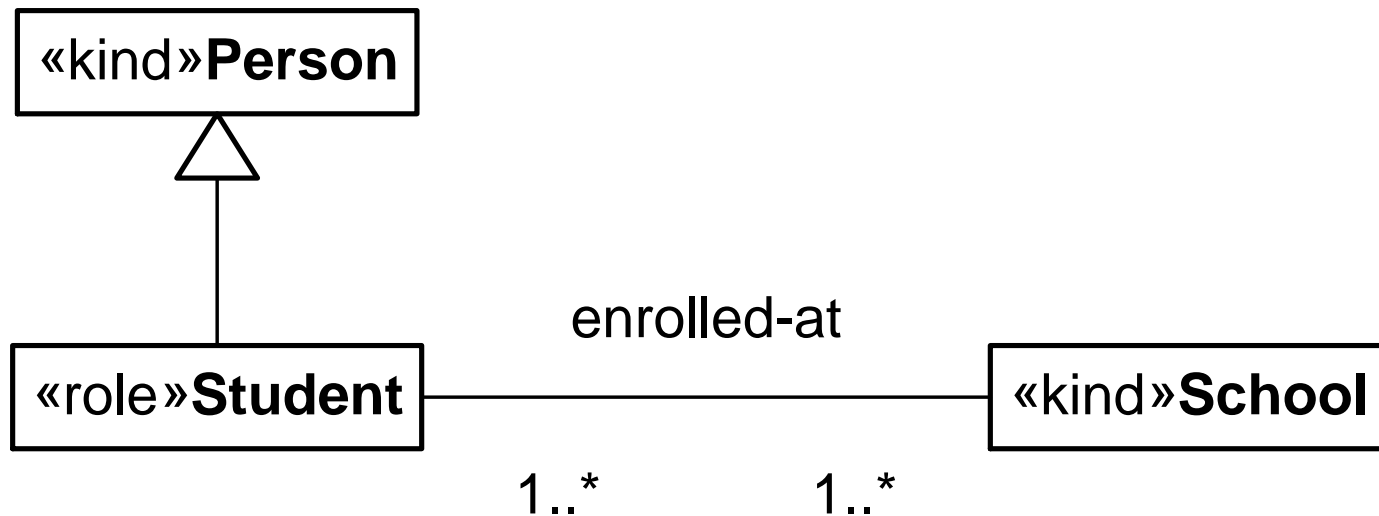 «kind»Person
enrolled-at
«role»Student
«kind»School
1..*
1..*